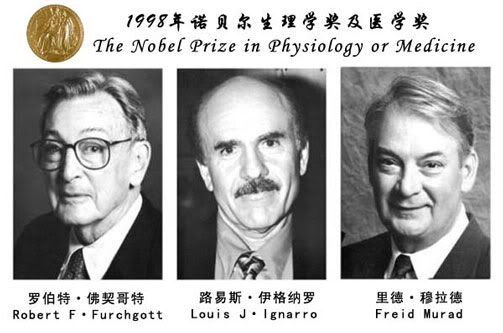 1998年诺贝尔生理学奖及医学奖
The Nobel Prize in Physiology or Medicine
罗伯特·佛契哥特
Robert F·Furchgott
路易斯·伊格纳罗
Louis J·Ignarro
里德·穆拉德
Freid Murad